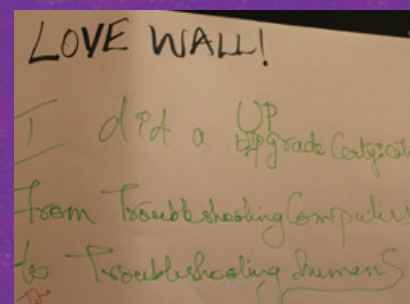 LOVE WALL!
I did a UP
upgrade
From Troubleshooting
to Troubleshooting humans